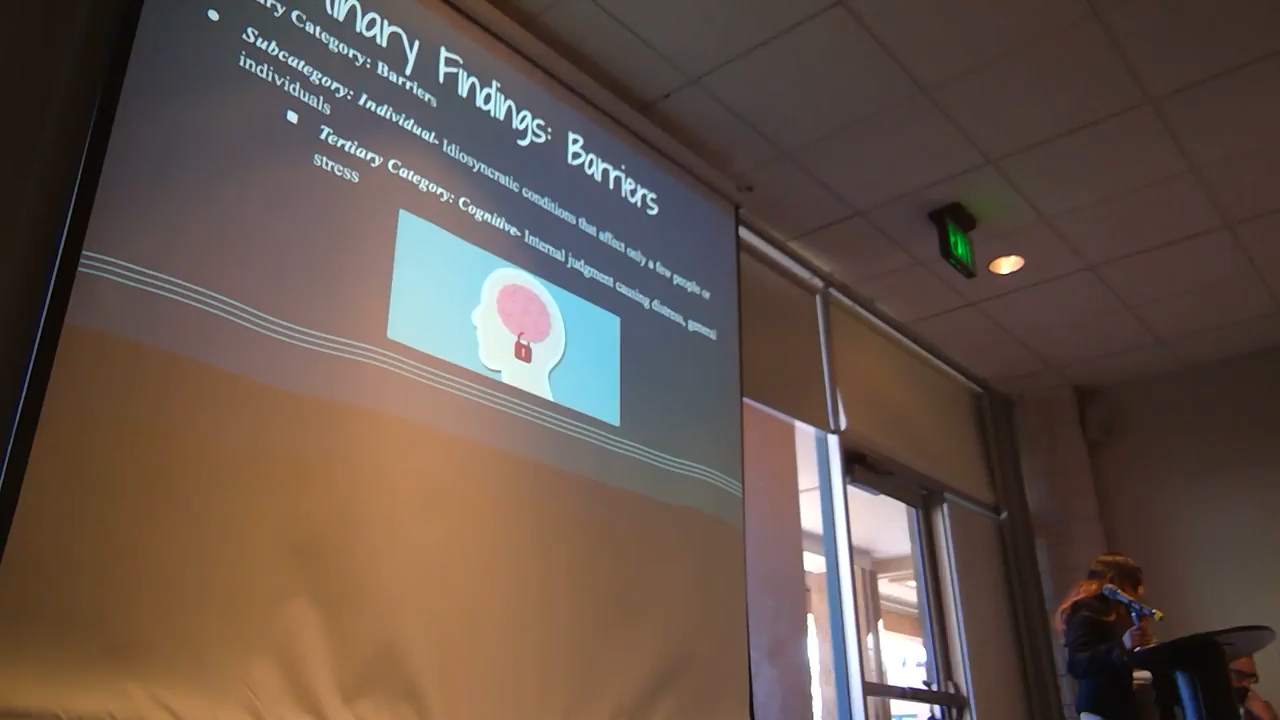 inary Findings: Barriers
ry Category: Barriers
Subcategory: Individual- Idiosyncratic conditions that affect only a few people or
individuals
Tertiary Category: Cognitive- Internal judgment causing distress, general
stress